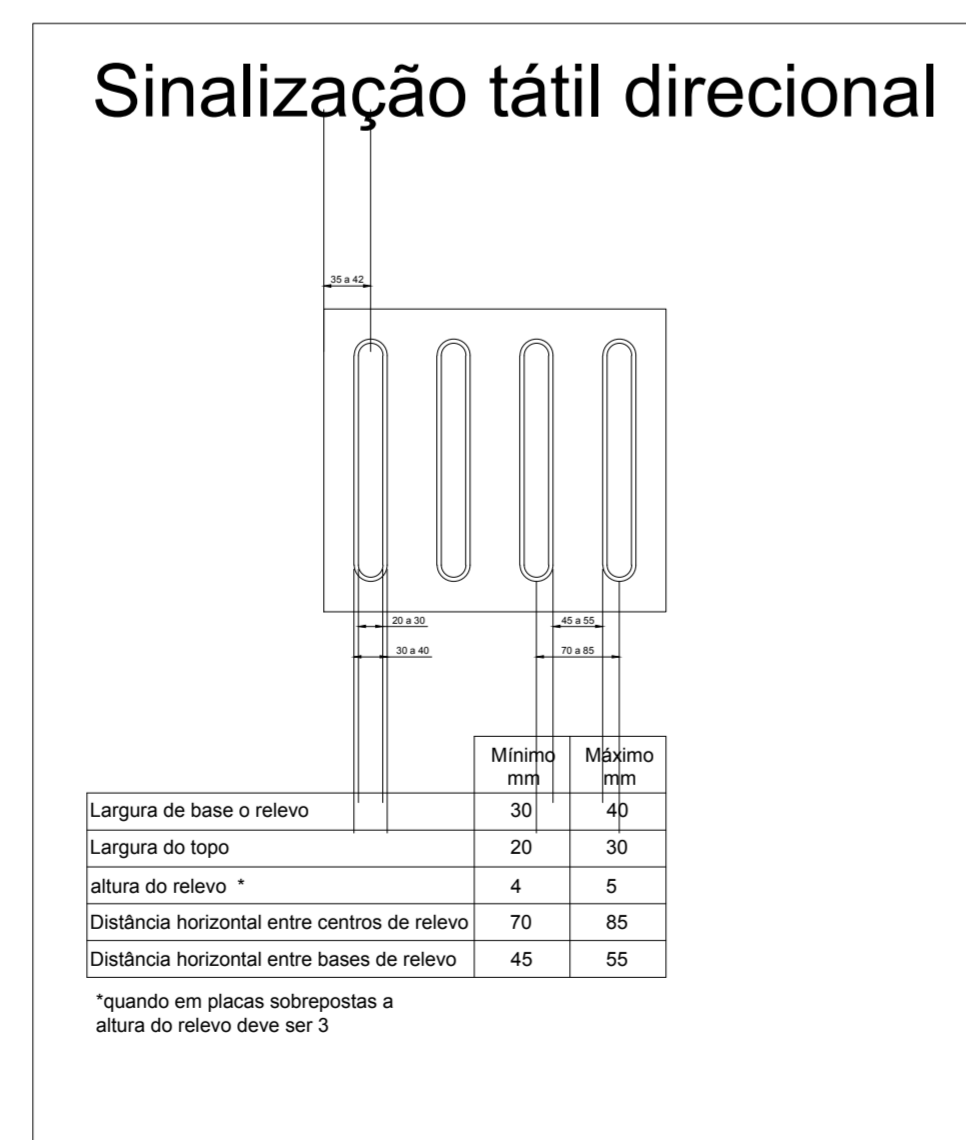 Sinalização tátil direcional
35 a 42
20 a 30
45 a 55
30 a 40
70 a 85
Mínimo Máximo
mm mm
Largura de base o relevo 30 40
Largura do topo 20 30
altura do relevo * 4 5
Distância horizontal entre centros de relevo 70 85
Distância horizontal entre bases de relevo 45 55
*quando em placas sobrepostas a
altura do relevo deve ser 3